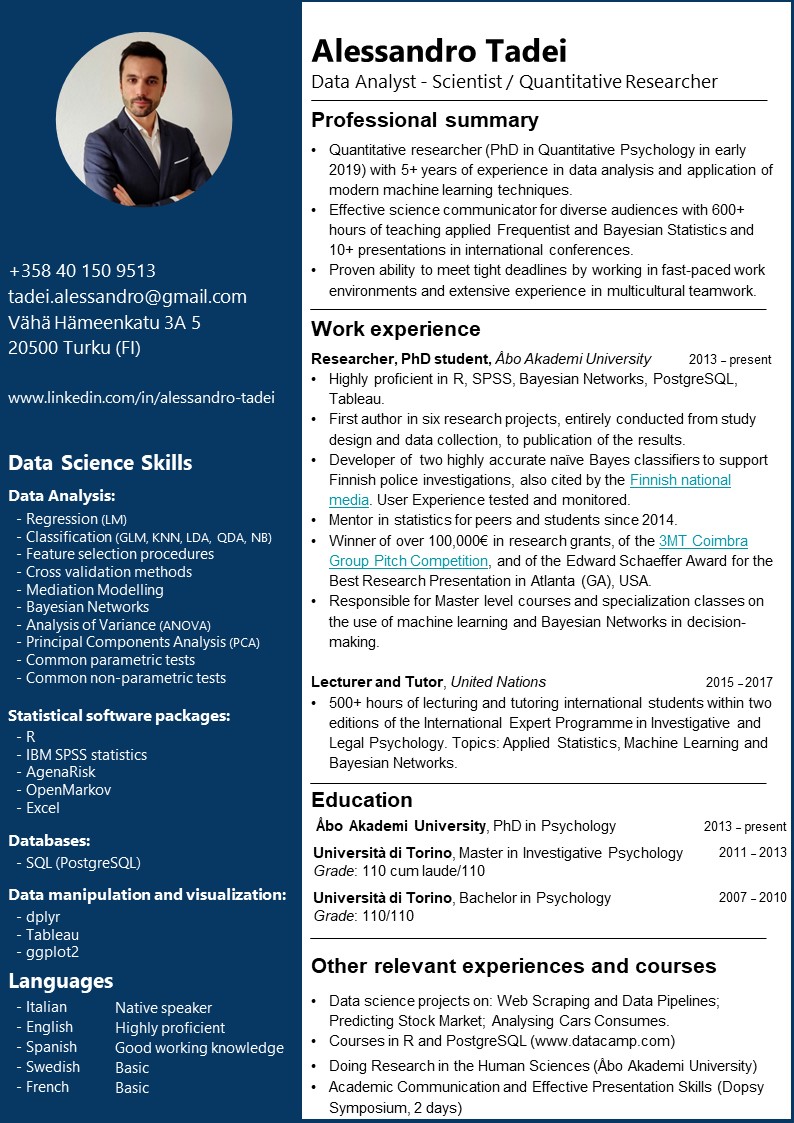 Alessandro Tadei
Data Analyst - Scientist / Quantitative Researcher
Professional summary
• Quantitative researcher (PhD in Quantitative Psychology in early
2019) with 5+ years of experience in data analysis and application of
modern machine learning techniques.
• Effective science communicator for diverse audiences with 600+
hours of teaching applied Frequentist and Bayesian Statistics and
10+ presentations in international conferences.
• Proven ability to meet tight deadlines by working in fast-paced work
environments and extensive experience in multicultural teamwork.
Work experience
Researcher, PhD student, Åbo Akademi University 2013 – present
• Highly proficient in R, SPSS, Bayesian Networks, PostgreSQL,
Tableau.
• First author in six research projects, entirely conducted from study
design and data collection, to publication of the results.
• Developer of two highly accurate naïve Bayes classifiers to support
Finnish police investigations, also cited by the Finnish national
media. User Experience tested and monitored.
• Mentor in statistics for peers and students since 2014.
• Winner of over 100,000€ in research grants, of the 3MT Coimbra
Group Pitch Competition, and of the Edward Schaeffer Award for the
Best Research Presentation in Atlanta (GA), USA.
• Responsible for Master level courses and specialization classes on
the use of machine learning and Bayesian Networks in decision-
making.
Lecturer and Tutor, United Nations 2015 – 2017
• 500+ hours of lecturing and tutoring international students within two
editions of the International Expert Programme in Investigative and
Legal Psychology. Topics: Applied Statistics, Machine Learning and
Bayesian Networks.
Education
Åbo Akademi University, PhD in Psychology 2013 – present
Università di Torino, Master in Investigative Psychology 2011 – 2013
Grade: 110 cum laude/110
Università di Torino, Bachelor in Psychology 2007 – 2010
Grade: 110/110
Other relevant experiences and courses
• Data science projects on: Web Scraping and Data Pipelines;
Predicting Stock Market; Analysing Cars Consumes.
• Courses in R and PostgreSQL (www.datacamp.com)
• Doing Research in the Human Sciences (Åbo Akademi University)
• Academic Communication and Effective Presentation Skills (Dopsy
Symposium, 2 days)
+358 40 150 9513
tadei.alessandro@gmail.com
Vähä Hämeenkatu 3A 5
20500 Turku (FI)
www.linkedin.com/in/alessandro-tadei
Data Science Skills
Data Analysis:
- Regression (LM)
- Classification (GLM, KNN, LDA, QDA, NB)
- Feature selection procedures
- Cross validation methods
- Mediation Modelling
- Bayesian Networks
- Analysis of Variance (ANOVA)
- Principal Components Analysis (PCA)
- Common parametric tests
- Common non-parametric tests
Statistical software packages:
- R
- IBM SPSS statistics
- AgenaRisk
- OpenMarkov
- Excel
Databases:
- SQL (PostgreSQL)
Data manipulation and visualization:
- dplyr
- Tableau
- ggplot2
Languages
- Italian Native speaker
- English Highly proficient
- Spanish Good working knowledge
- Swedish Basic
- French Basic